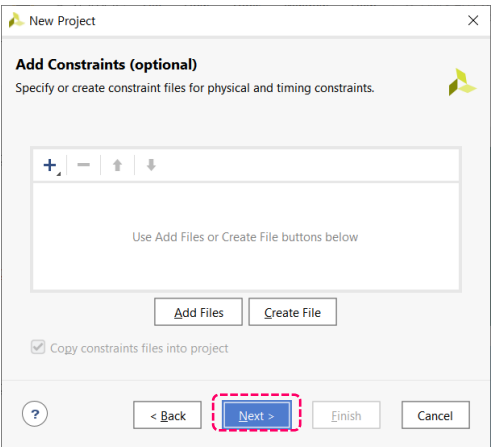 New Project
Add Constraints (optional)
Specify or create constraint files for physical and timing constraints.
Use Add Files or Create File buttons below
Add Files
Create File
Copy constraints files into project
?
< Back
Next >
Finish
Cancel